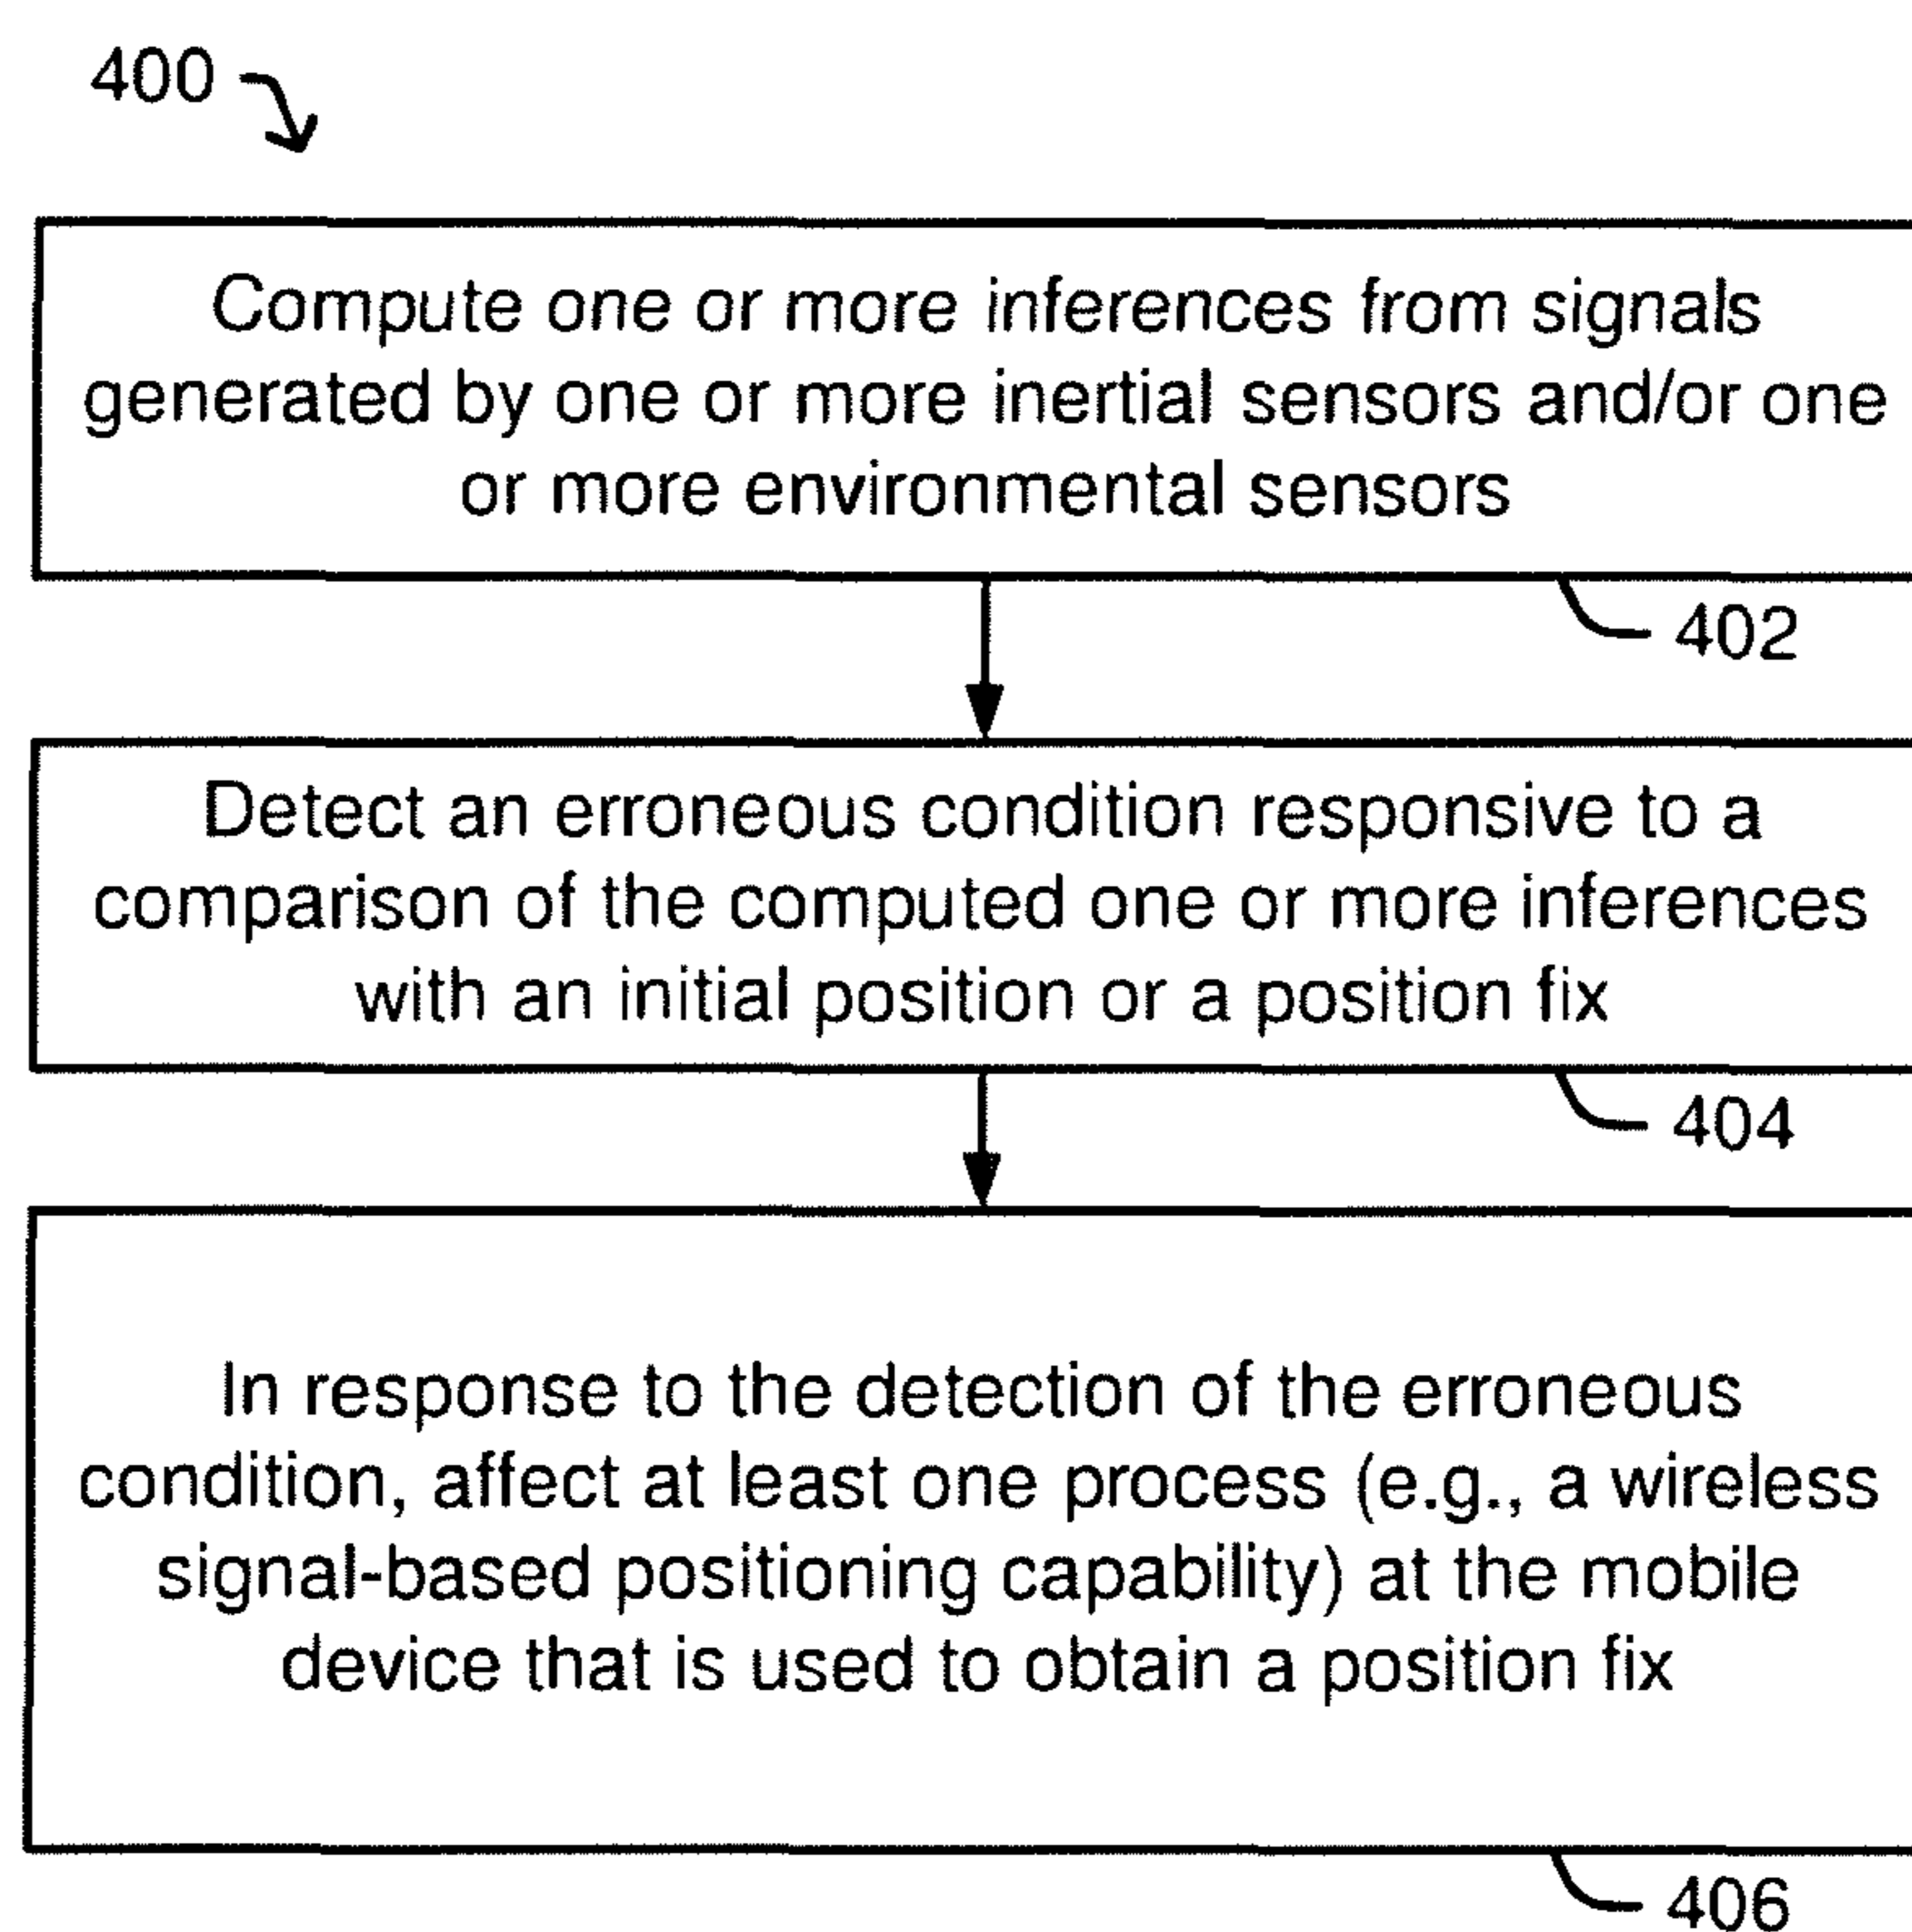 400
Compute one or more inferences from signals
generated by one or more inertial sensors and/or one
or more environmental sensors
402
Detect an erroneous condition responsive to a
comparison of the computed one or more inferences
with an initial position or a position fix
404
In response to the detection of the erroneous
condition, affect at least one process (e.g., a wireless
signal-based positioning capability) at the mobile
device that is used to obtain a position fix
406